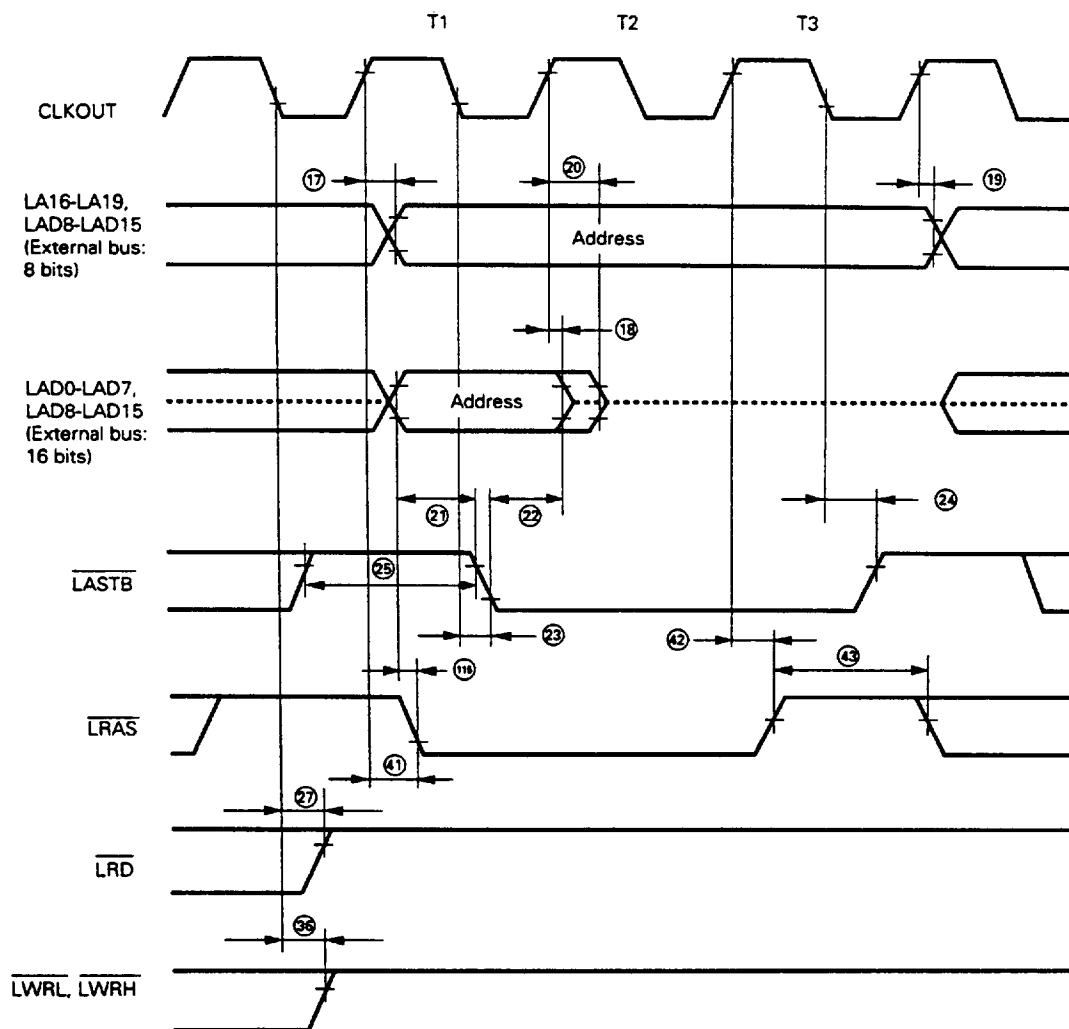 T1 T2 T3
CLKOUT
17 20 19
LA16-LA19,
LAD8-LAD15
(External bus:
8 bits)
Address
18
LAD0-LAD7,
LAD8-LAD15
(External bus:
16 bits)
Address
21 22 24
LASTB
25
23 42 43
115
LRAS
41
27
LRD
36
LWRL, LWRH